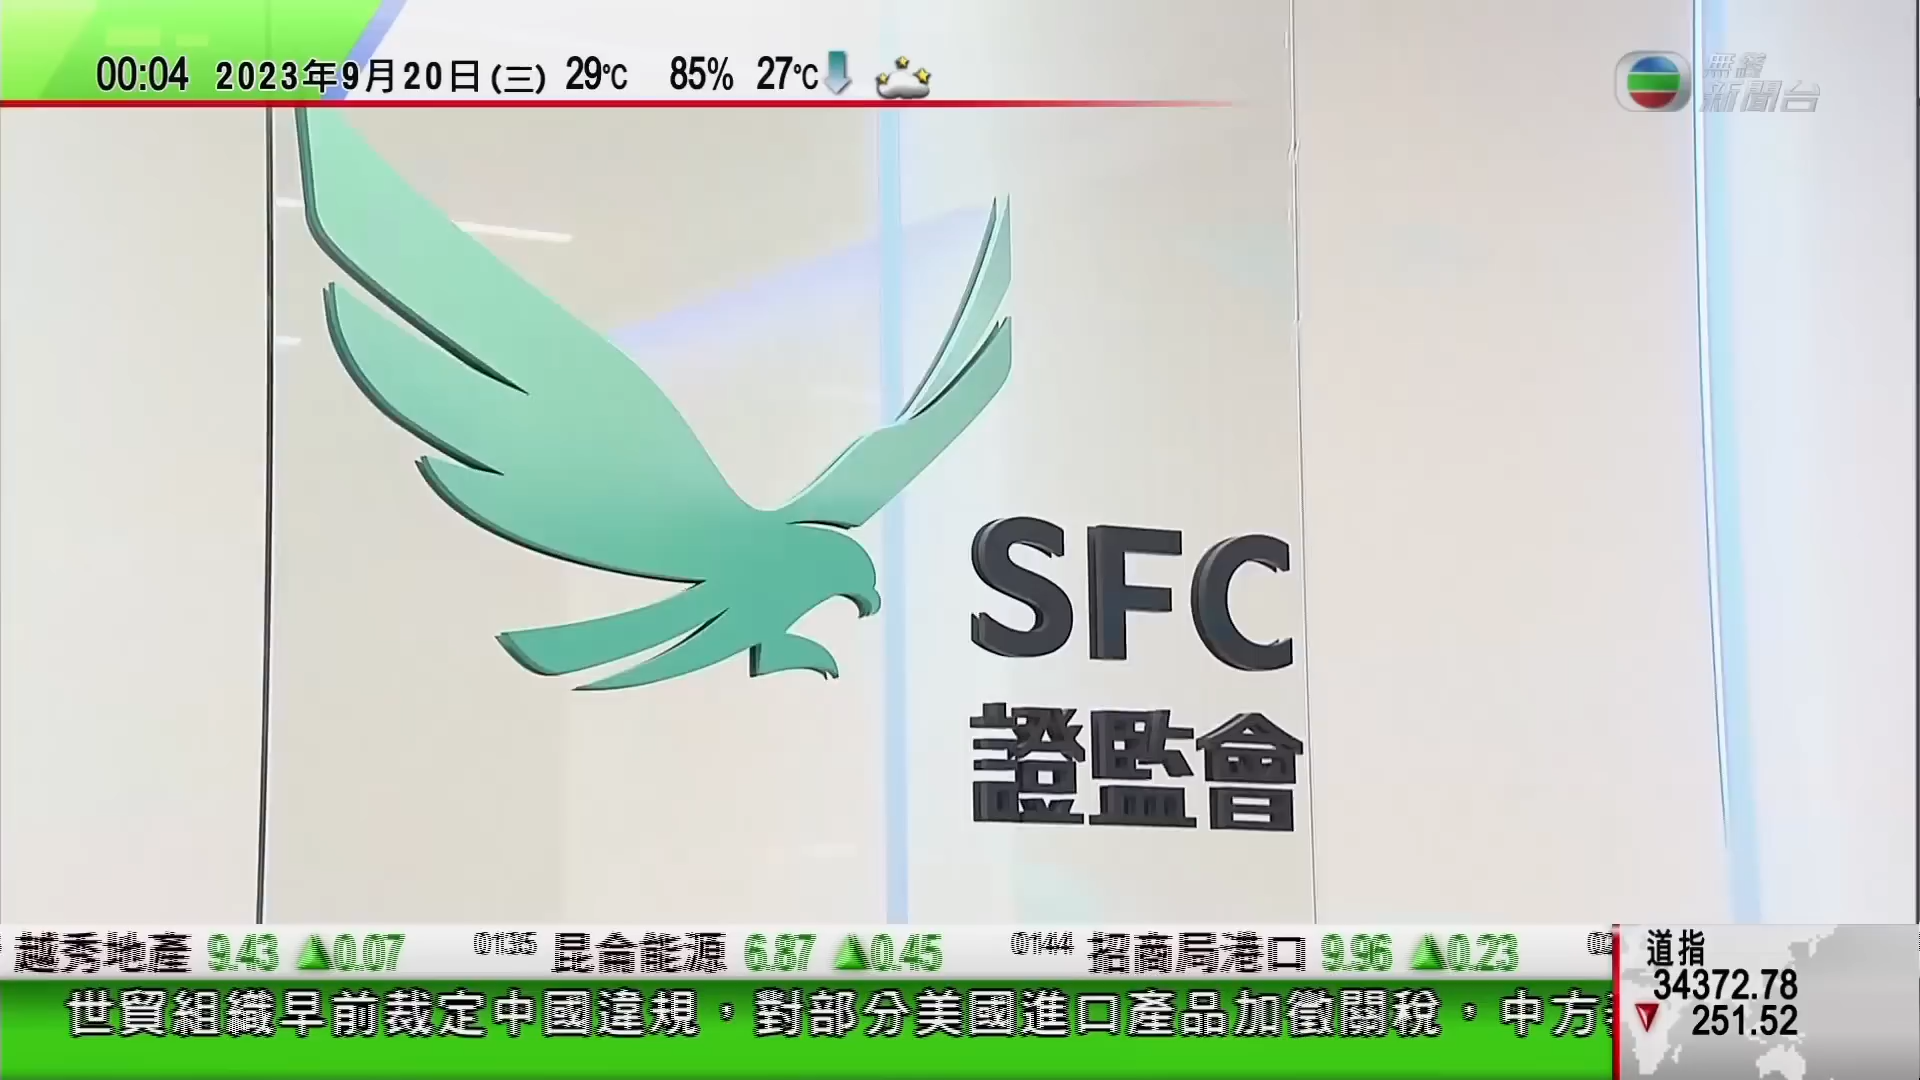 00:04 2023年9月20日(三) 29℃ 85% 27℃
無綫
新聞台
SFC
證監會
越秀地產 9.43 ▲0.07 0135 昆侖能源 6.87 ▲0.45 0144 招商局港口 9.96 ▲0.23
世貿組織早前裁定中國違規，對部分美國進口產品加徵關稅，中方
道指
34372.78
▼ 251.52